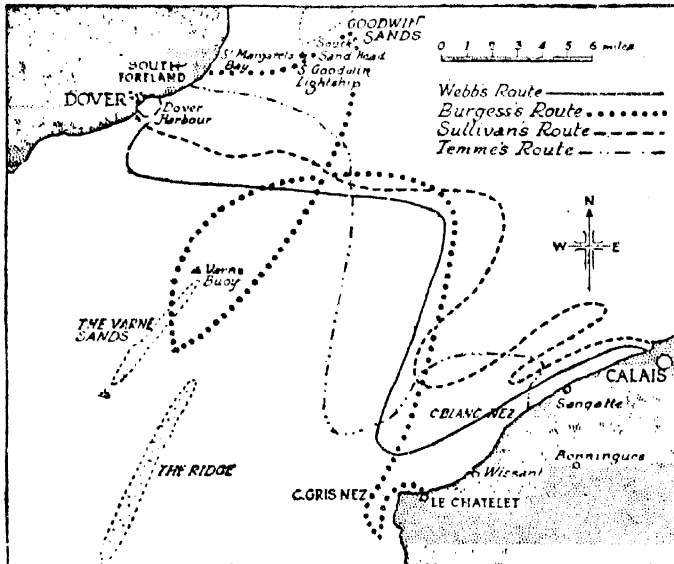 GOODWIN
SANDS
South
Sand Head
St Margarets
Bay
S. Goodwin
Lightship
SOUTH
FORELAND
DOVER
Dover
Harbour
0 1 2 3 4 5 6 miles
Webb's Route
Burgess's Route
Sullivan's Route
Temme's Route
N
W E
Varne
Buoy
THE VARNE
SANDS
CALAIS
C. BLANC NEZ
Sangatte
THE RIDGE
Wissant
Bonningues
C. GRIS NEZ
LE CHATELET